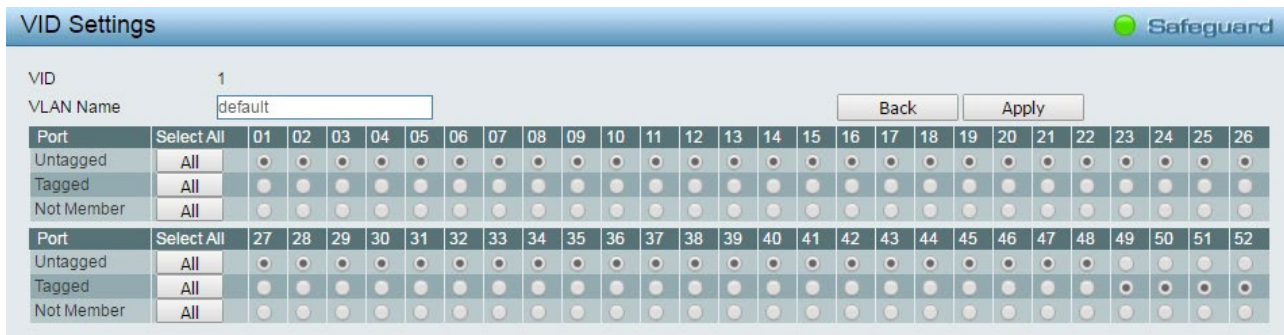 VID Settings Safeguard
VID 1
VLAN Name default Back Apply
Port Select All 01 02 03 04 05 06 07 08 09 10 11 12 13 14 15 16 17 18 19 20 21 22 23 24 25 26
Untagged All
Tagged All
Not Member All
Port Select All 27 28 29 30 31 32 33 34 35 36 37 38 39 40 41 42 43 44 45 46 47 48 49 50 51 52
Untagged All
Tagged All
Not Member All